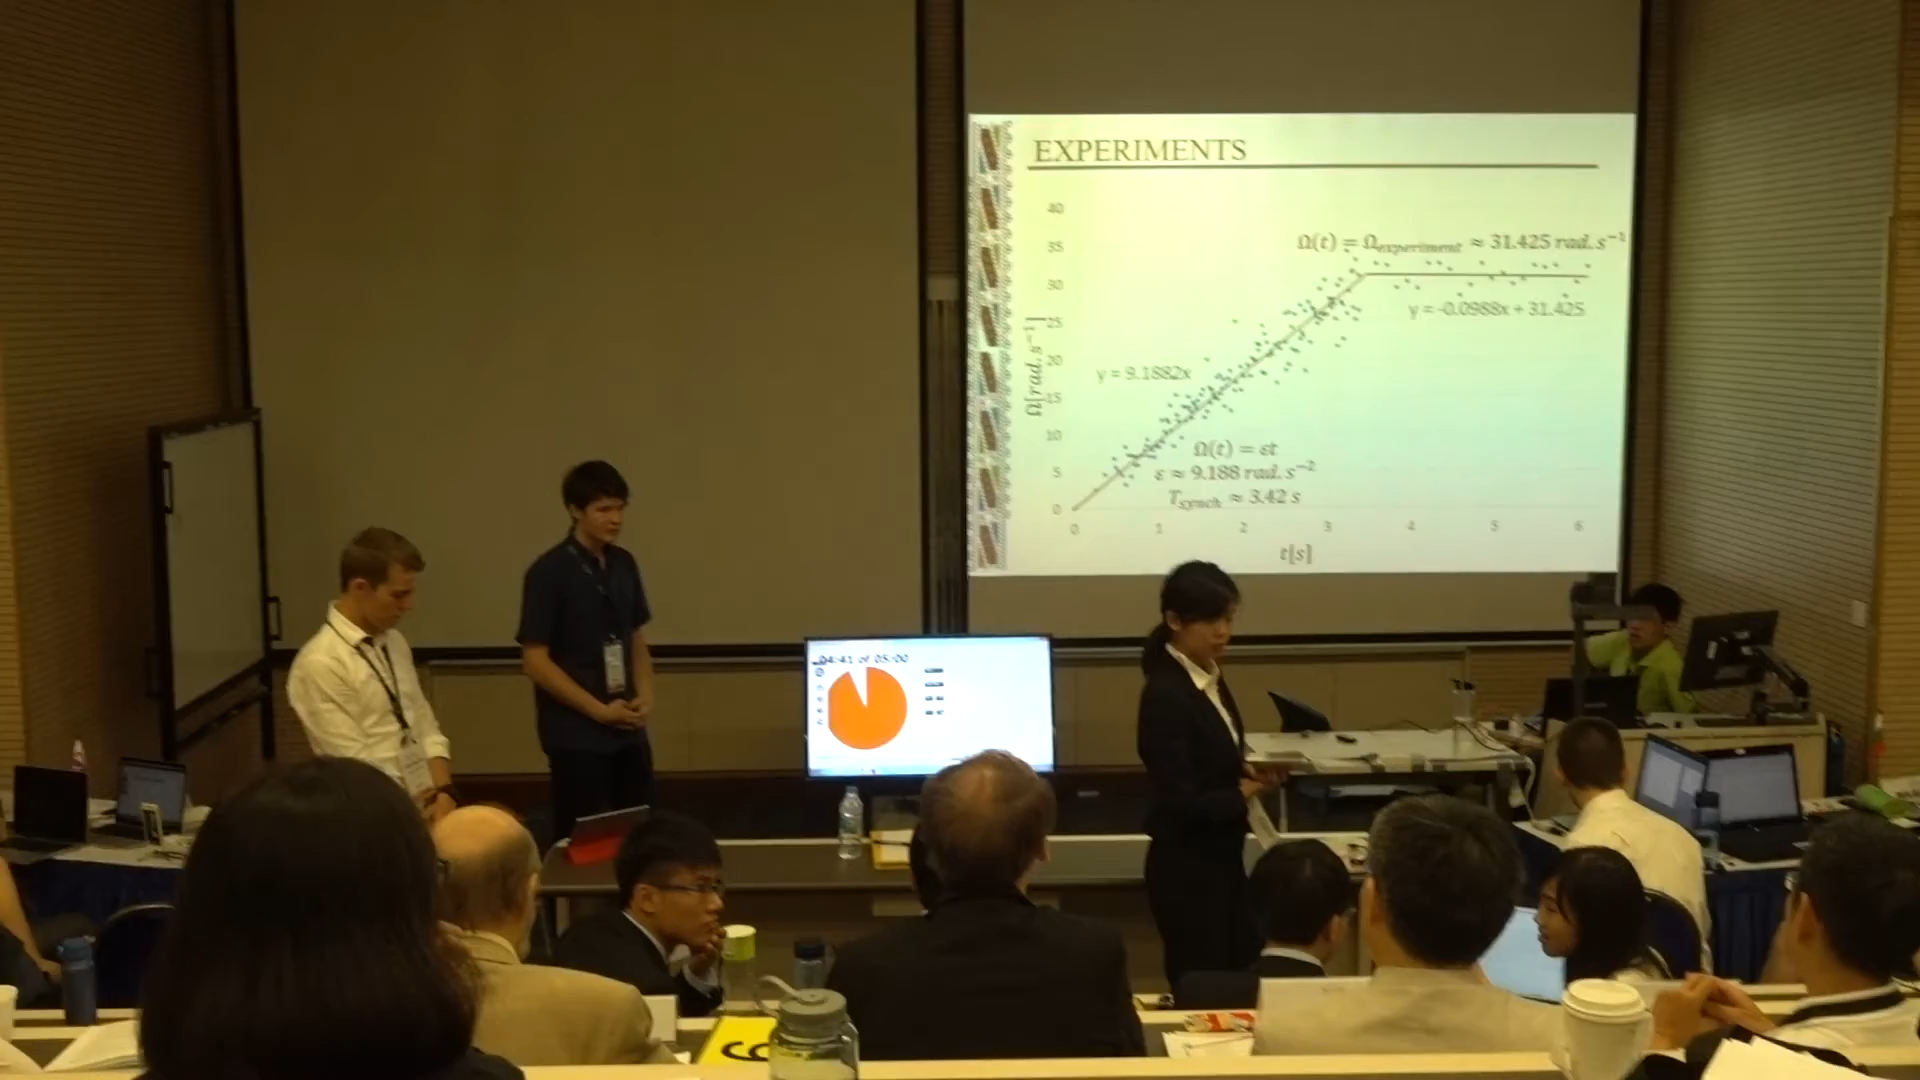 EXPERIMENTS
40
35
30
25
20
15
10
5
0
Ω[rad.s⁻¹]
Ω(t) = Ωexperiment ≈ 31.425 rad.s⁻¹
y = -0.0988x + 31.425
y = 9.1882x
Ω(t) = εt
ε ≈ 9.188 rad.s⁻²
Tsynch ≈ 3.42 s
0 1 2 3 4 5 6
t[s]
04:41 of 05:00